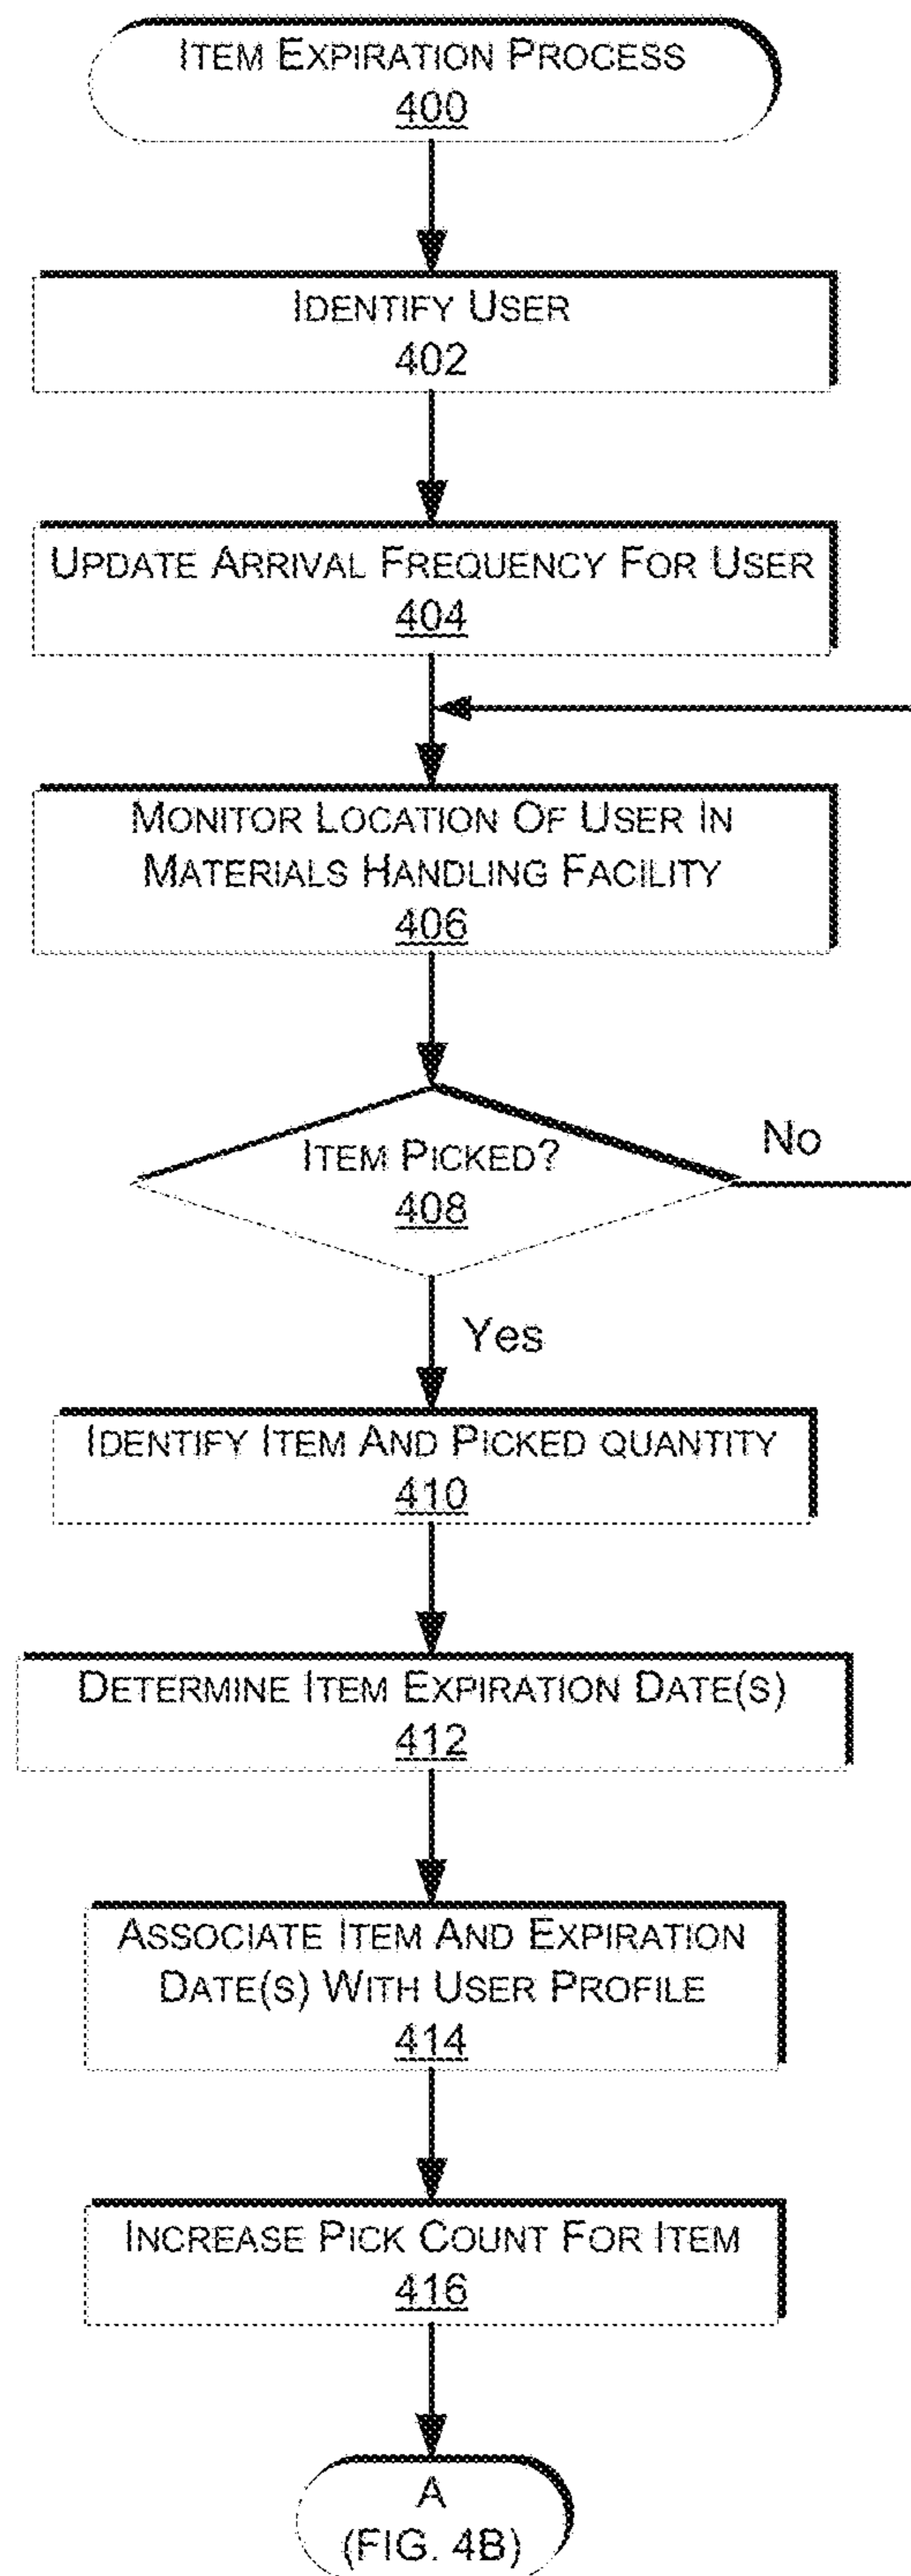 ITEM EXPIRATION PROCESS
400
IDENTIFY USER
402
UPDATE ARRIVAL FREQUENCY FOR USER
404
MONITOR LOCATION OF USER IN
MATERIALS HANDLING FACILITY
406
ITEM PICKED?
408
No
Yes
IDENTIFY ITEM AND PICKED QUANTITY
410
DETERMINE ITEM EXPIRATION DATE(S)
412
ASSOCIATE ITEM AND EXPIRATION
DATE(S) WITH USER PROFILE
414
INCREASE PICK COUNT FOR ITEM
416
A
(FIG. 4B)